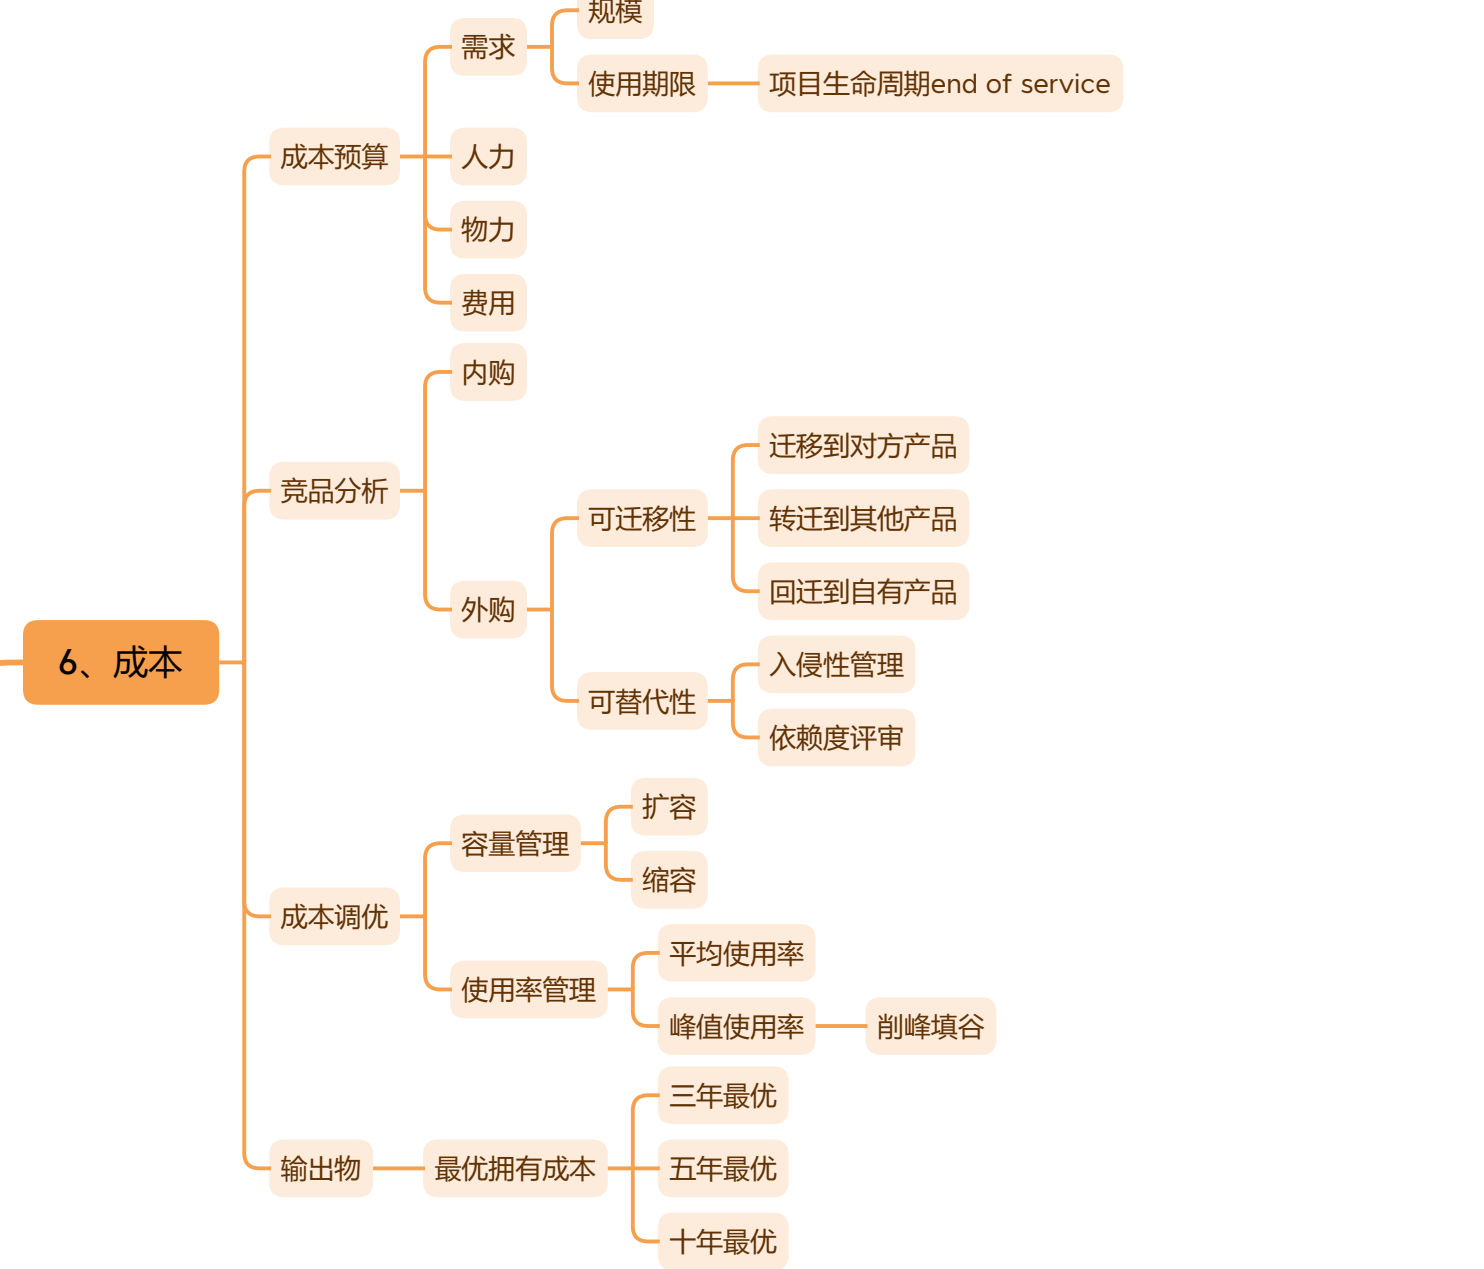 6、成本
成本预算
需求
规模
使用期限
项目生命周期end of service
人力
物力
费用
竞品分析
内购
外购
可迁移性
迁移到对方产品
转迁到其他产品
回迁到自有产品
可替代性
入侵性管理
依赖度评审
成本调优
容量管理
扩容
缩容
使用率管理
平均使用率
峰值使用率
削峰填谷
输出物
最优拥有成本
三年最优
五年最优
十年最优